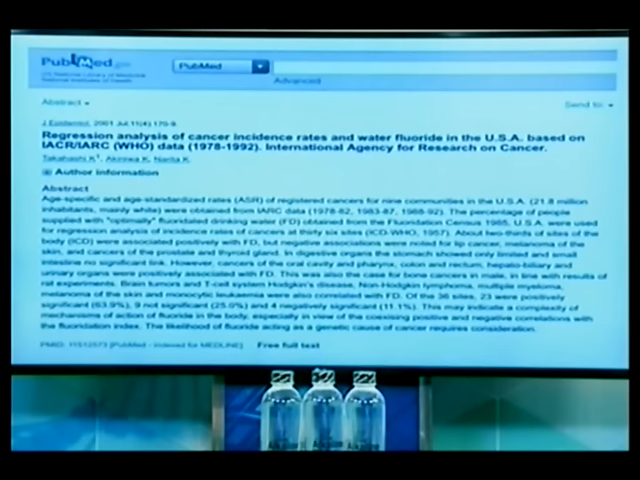 PubMed.gov
US National Library of Medicine
National Institutes of Health
PubMed
Advanced
Abstract
Send to:
J Epidemiol. 2001 Jul;11(4):170-9.
Regression analysis of cancer incidence rates and water fluoride in the U.S.A. based on
IACR/IARC (WHO) data (1978-1992). International Agency for Research on Cancer.
Takahashi K1, Akiniwa K, Narita K.
Author information
Abstract
Age-specific and age-standardized rates (ASR) of registered cancers for nine communities in the U.S.A. (21.8 million
inhabitants, mainly white) were obtained from IARC data (1978-82, 1983-87, 1988-92). The percentage of people
supplied with "optimally" fluoridated drinking water (FD) obtained from the Fluoridation Census 1985, U.S.A. were used
for regression analysis of incidence rates of cancers at thirty six sites (ICD-WHO, 1957). About two-thirds of sites of the
body (ICD) were associated positively with FD, but negative associations were noted for lip cancer, melanoma of the
skin, and cancers of the prostate and thyroid gland. In digestive organs the stomach showed only limited and small
intestine no significant link. However, cancers of the oral cavity and pharynx, colon and rectum, hepato-biliary and
urinary organs were positively associated with FD. This was also the case for bone cancers in male, in line with results of
rat experiments. Brain tumors and T-cell system Hodgkin's disease, Non-Hodgkin lymphoma, multiple myeloma,
melanoma of the skin and monocytic leukaemia were also correlated with FD. Of the 36 sites, 23 were positively
significant (63.9%), 9 not significant (25.0%) and 4 negatively significant (11.1%). This may indicate a complexity of
mechanisms of action of fluoride in the body, especially in view of the coexising positive and negative correlations with
the fluoridation index. The likelihood of fluoride acting as a genetic cause of cancer requires consideration.
PMID: 11512573 [PubMed - indexed for MEDLINE] Free full text
Alkaline Alkaline Alkaline